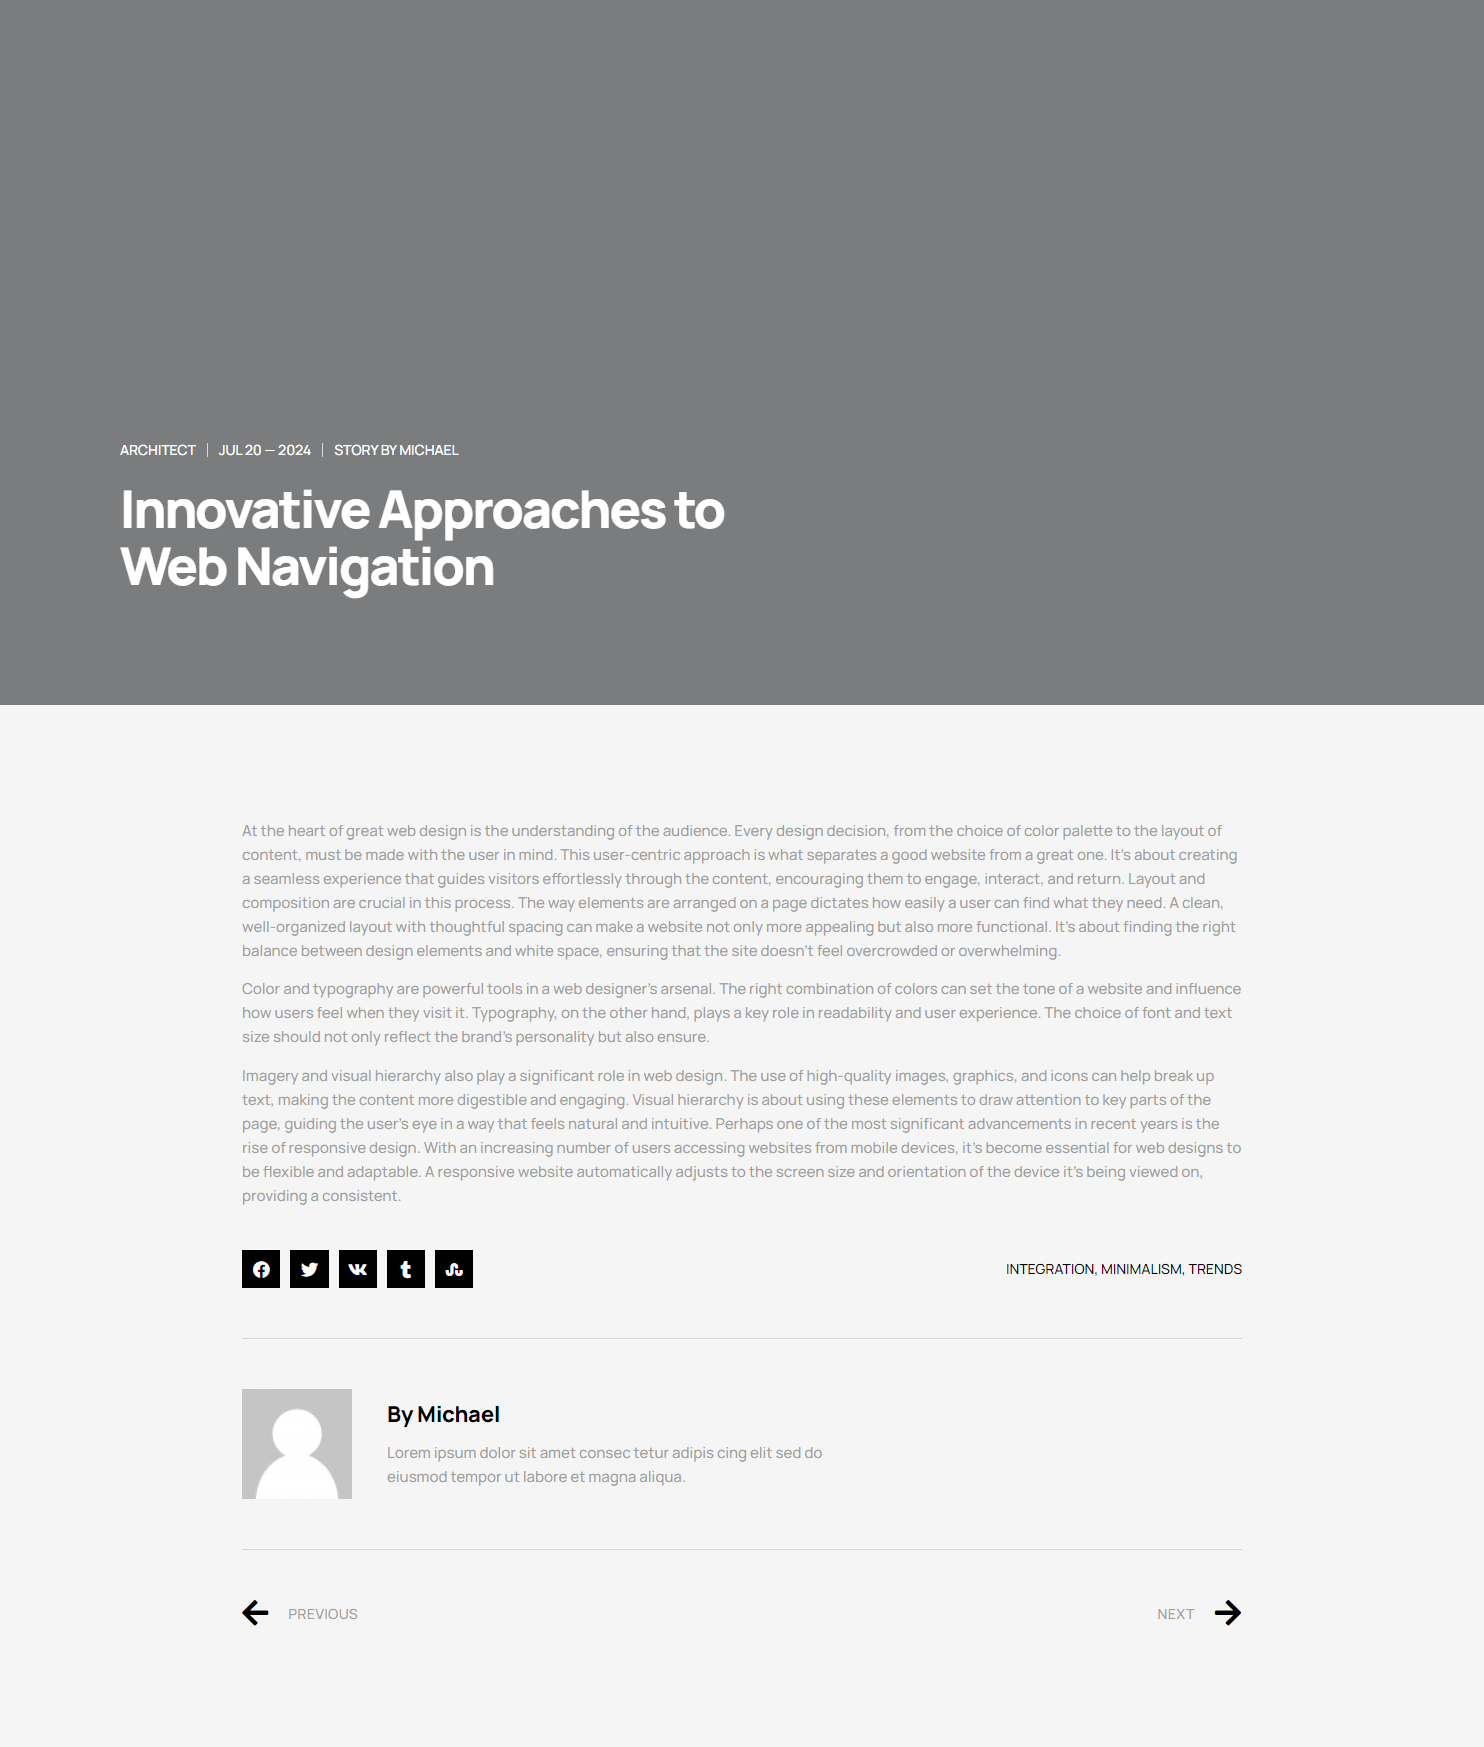 ARCHITECT | JUL 20 — 2024 | STORY BY MICHAEL
Innovative Approaches to
Web Navigation
At the heart of great web design is the understanding of the audience. Every design decision, from the choice of color palette to the layout of
content, must be made with the user in mind. This user-centric approach is what separates a good website from a great one. It’s about creating
a seamless experience that guides visitors effortlessly through the content, encouraging them to engage, interact, and return. Layout and
composition are crucial in this process. The way elements are arranged on a page dictates how easily a user can find what they need. A clean,
well-organized layout with thoughtful spacing can make a website not only more appealing but also more functional. It’s about finding the right
balance between design elements and white space, ensuring that the site doesn’t feel overcrowded or overwhelming.
Color and typography are powerful tools in a web designer’s arsenal. The right combination of colors can set the tone of a website and influence
how users feel when they visit it. Typography, on the other hand, plays a key role in readability and user experience. The choice of font and text
size should not only reflect the brand’s personality but also ensure.
Imagery and visual hierarchy also play a significant role in web design. The use of high-quality images, graphics, and icons can help break up
text, making the content more digestible and engaging. Visual hierarchy is about using these elements to draw attention to key parts of the
page, guiding the user’s eye in a way that feels natural and intuitive. Perhaps one of the most significant advancements in recent years is the
rise of responsive design. With an increasing number of users accessing websites from mobile devices, it’s become essential for web designs to
be flexible and adaptable. A responsive website automatically adjusts to the screen size and orientation of the device it’s being viewed on,
providing a consistent.
INTEGRATION, MINIMALISM, TRENDS
By Michael
Lorem ipsum dolor sit amet consec tetur adipis cing elit sed do
eiusmod tempor ut labore et magna aliqua.
PREVIOUS
NEXT